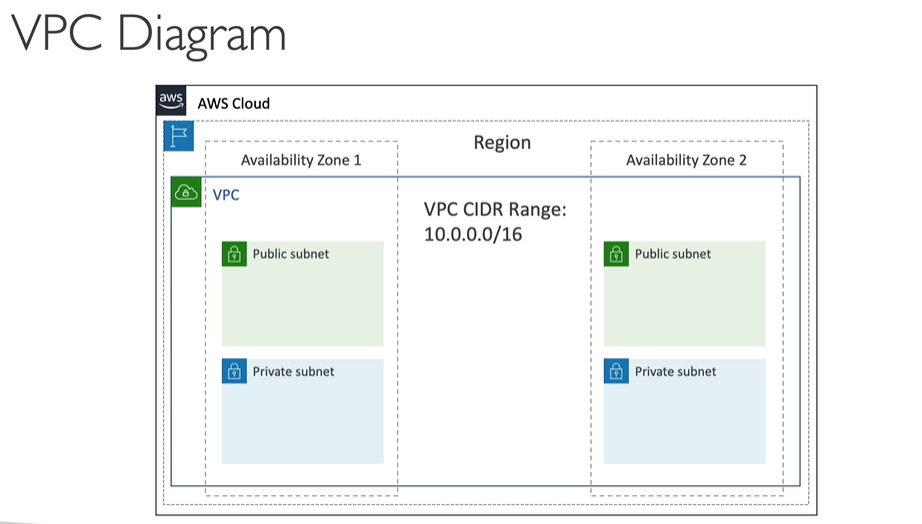 VPC Diagram
aws
AWS Cloud
Region
Availability Zone 1
Availability Zone 2
VPC
VPC CIDR Range:
10.0.0.0/16
Public subnet
Public subnet
Private subnet
Private subnet